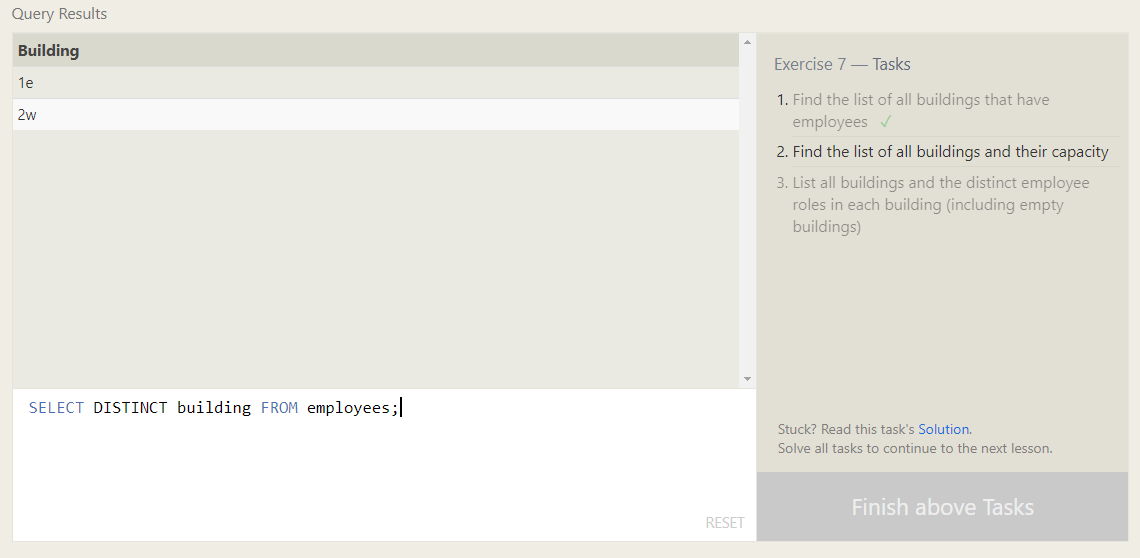 Query Results
Building
1e
2w
SELECT DISTINCT building FROM employees;
RESET
Exercise 7 — Tasks
1. Find the list of all buildings that have
employees ✓
2. Find the list of all buildings and their capacity
3. List all buildings and the distinct employee
roles in each building (including empty
buildings)
Stuck? Read this task's Solution.
Solve all tasks to continue to the next lesson.
Finish above Tasks